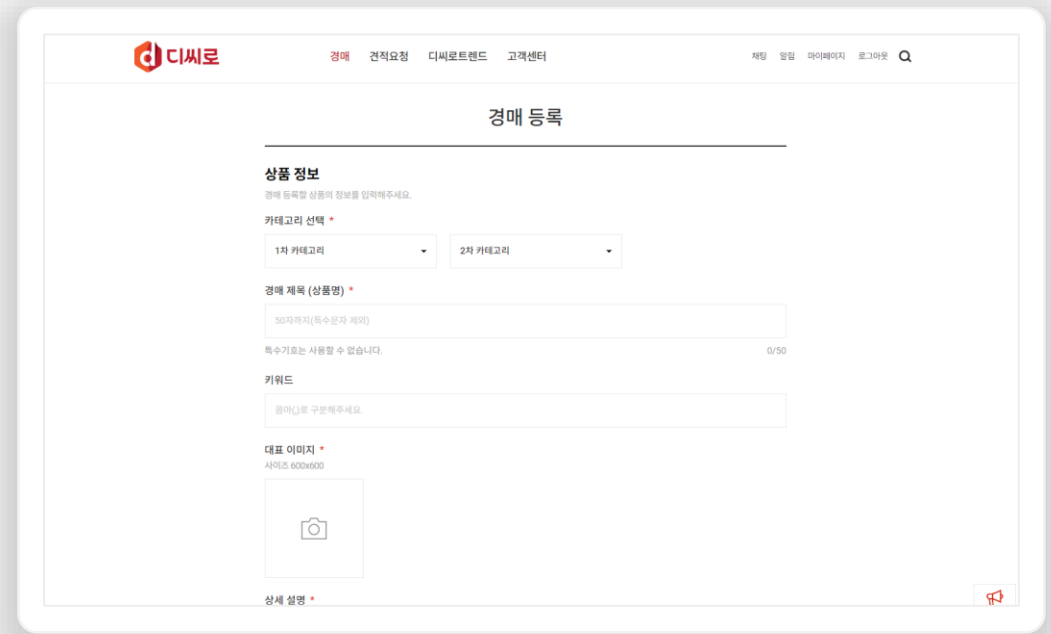 디씨로
경매 견적요청 디씨로트렌드 고객센터
채팅 알림 마이페이지 로그아웃
경매 등록
상품 정보
경매 등록할 상품의 정보를 입력해주세요.
카테고리 선택 *
1차 카테고리 2차 카테고리
경매 제목 (상품명) *
50자까지(특수문자 제외)
특수기호는 사용할 수 없습니다. 0/50
키워드
콤마(,)로 구분해주세요.
대표 이미지 *
사이즈 600x600
상세 설명 *